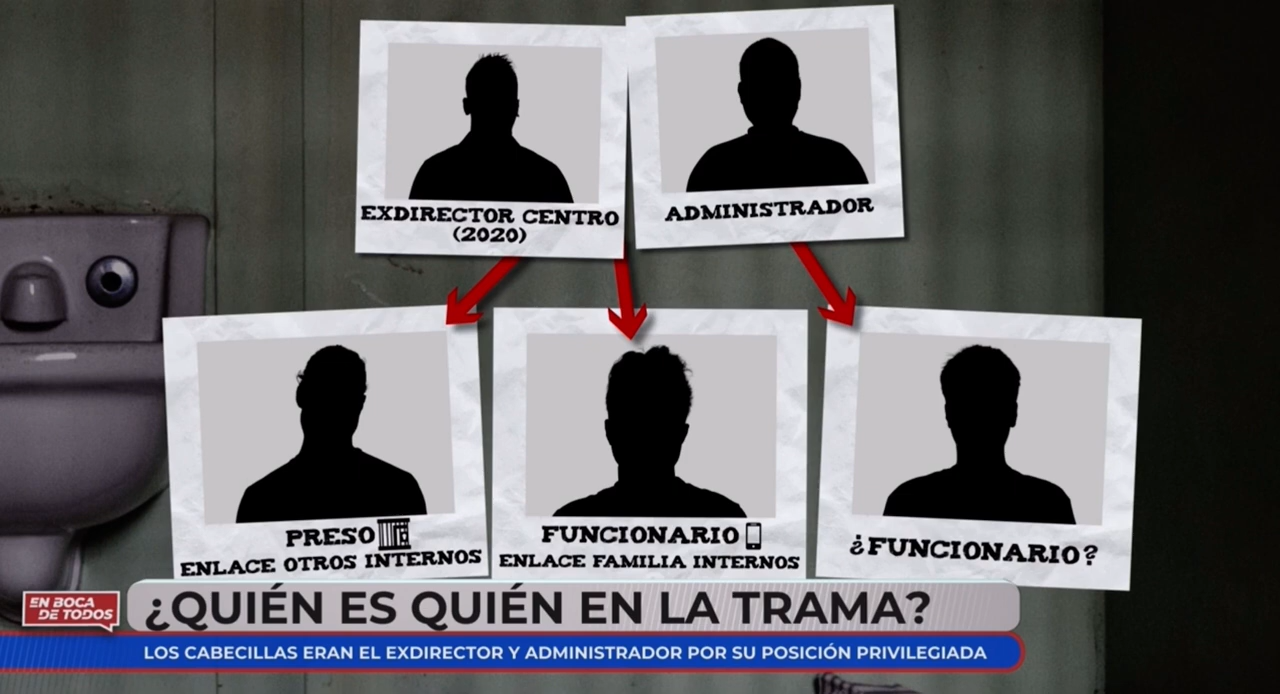 EXDIRECTOR CENTRO
(2020)
ADMINISTRADOR
PRESO
ENLACE OTROS INTERNOS
FUNCIONARIO
ENLACE FAMILIA INTERNOS
¿FUNCIONARIO?
EN BOCA
DE TODOS
¿QUIÉN ES QUIÉN EN LA TRAMA?
LOS CABECILLAS ERAN EL EXDIRECTOR Y ADMINISTRADOR POR SU POSICIÓN PRIVILEGIADA